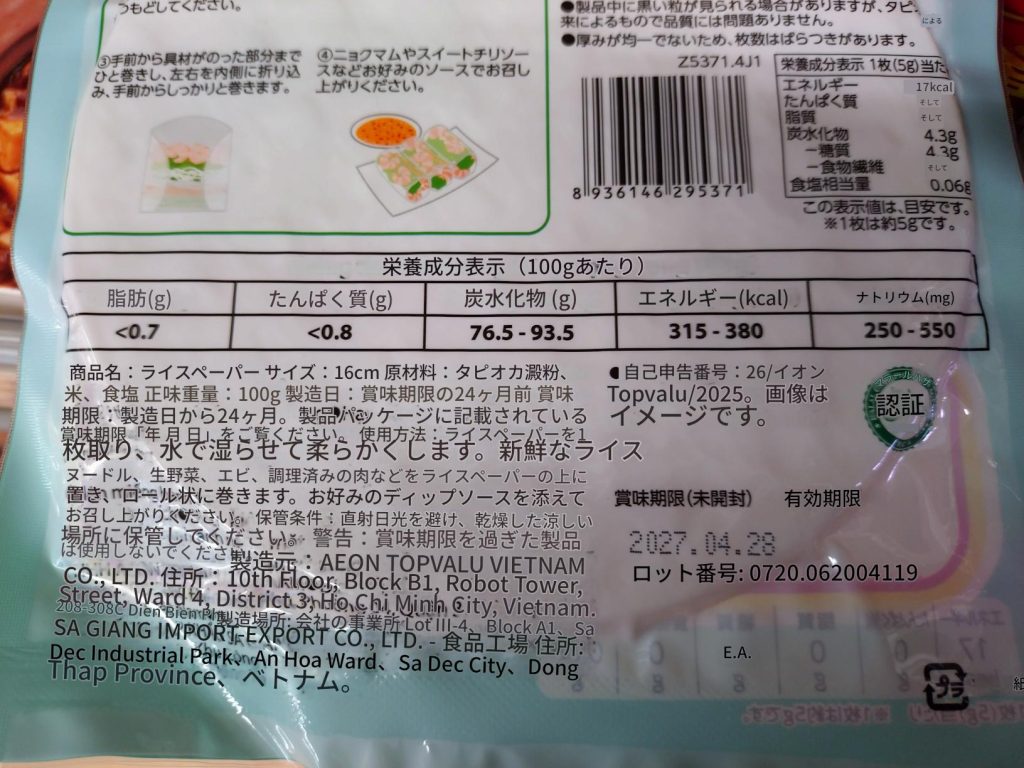 つもどしてください。
③手前から具材がのった部分まで
ひと巻きし、左右を内側に折り込
み、手前からしっかりと巻きます。
④ニョクマムやスイートチリソー
スなどお好みのソースでお召し
上がりください。
●製品中に黒い粒が見られる場合がありますが、タピ
による
来によるもので品質には問題ありません。
●厚みが均一でないため、枚数はばらつきがあります。
Z5371.4J1
8 936146 295371
栄養成分表示 1枚(5g)当た
エネルギー 17kcal
たんぱく質 そして
脂質 そして
炭水化物 4.3g
－糖質 4.3g
－食物繊維 そして
食塩相当量 0.06g
この表示値は、目安です。
※1枚は約5gです。
栄養成分表示（100gあたり）
脂肪(g) たんぱく質(g) 炭水化物 (g) エネルギー(kcal) ナトリウム(mg)
<0.7 <0.8 76.5 - 93.5 315 - 380 250 - 550
商品名：ライスペーパー サイズ：16cm 原材料：タピオカ澱粉、
米、食塩 正味重量：100g 製造日：賞味期限の24ヶ月前 賞味
期限：製造日から24ヶ月。製品パッケージに記載されている
賞味期限「年 月 日」をご覧ください。使用方法：ライスペーパーを1
枚取り、水で湿らせて柔らかくします。新鮮なライス
ヌードル、生野菜、エビ、調理済みの肉などをライスペーパーの上に
置き、ロール状に巻きます。お好みのディップソースを添えて
お召し上がりください。保管条件：直射日光を避け、乾燥した涼しい
場所に保管してください。警告：賞味期限を過ぎた製品
は使用しないでくださ
製造元：AEON TOPVALU VIETNAM
CO., LTD. 住所：10th Floor, Block B1, Robot Tower,
Street, Ward 4, District 3, Ho Chi Minh City, Vietnam.
208-308C Dien Bien Ph
製造場所: 会社の事業所 Lot III-4、Block A1、Sa
SA GIANG IMPORT-EXPORT CO., LTD. - 食品工場 住所:
Dec Industrial Park、An Hoa Ward、Sa Dec City、Dong
Thap Province、ベトナム。
自己申告番号：26/イオン
Topvalu/2025。画像は
イメージです。
認証
賞味期限(未開封) 有効期限
2027.04.28
ロット番号: 0720.062004119
E.A.
プラ
紙